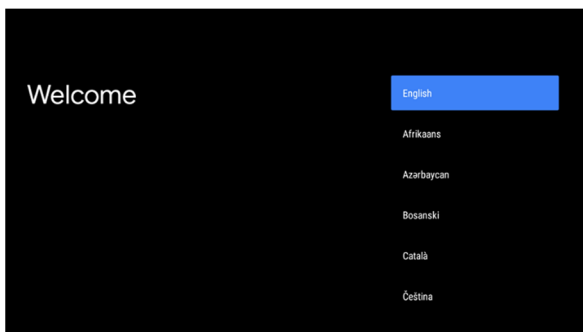 Welcome
English
Afrikaans
Azərbaycan
Bosanski
Català
Čeština